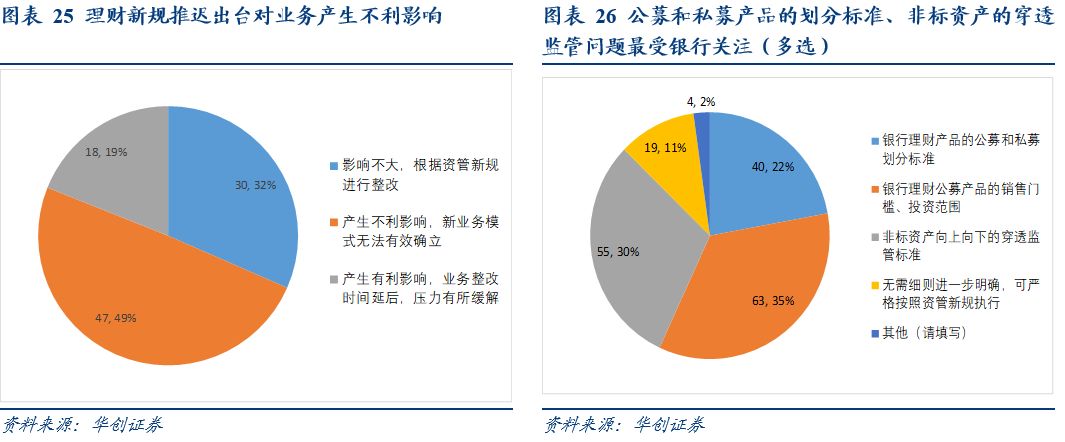 图表 25 理财新规推迟出台对业务产生不利影响
18, 19%
30, 32%
47, 49%
影响不大，根据资管新规
进行整改
产生不利影响，新业务模
式无法有效确立
产生有利影响，业务整改
时间延后，压力有所缓解
资料来源：华创证券
图表 26 公募和私募产品的划分标准、非标资产的穿透
监管问题最受银行关注（多选）
4, 2%
19, 11%
40, 22%
55, 30%
63, 35%
银行理财产品的公募和私募
划分标准
银行理财公募产品的销售门
槛、投资范围
非标资产向上向下的穿透监
管标准
无需细则进一步明确，可严
格按照资管新规执行
其他（请填写）
资料来源：华创证券